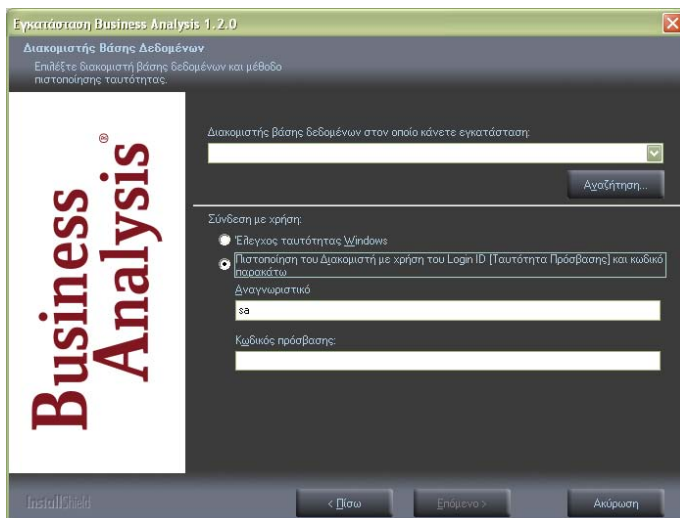 Εγκατάσταση Business Analysis 1.2.0
Διακομιστής Βάσης Δεδομένων
Επιλέξτε διακομιστή βάσης δεδομένων και μέθοδο
πιστοποίησης ταυτότητας.
Business
Analysis®
Διακομιστής βάσης δεδομένων στον οποίο κάνετε εγκατάσταση:
Αναζήτηση...
Σύνδεση με χρήση:
Έλεγχος ταυτότητας Windows
Πιστοποίηση του Διακομιστή με χρήση του Login ID [Ταυτότητα Πρόσβασης] και κωδικό
παρακάτω
Αναγνωριστικό
sa
Κωδικός πρόσβασης:
InstallShield
< Πίσω
Επόμενο >
Ακύρωση